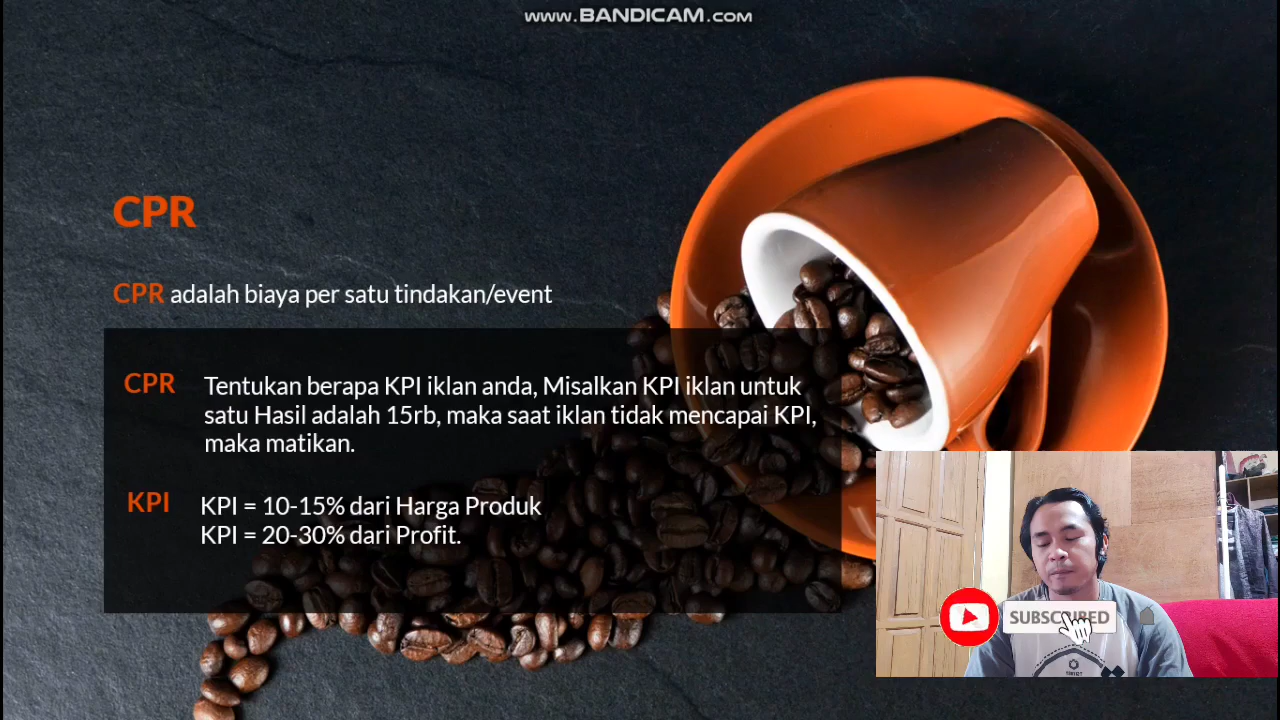 www.BANDICAM.com
CPR
CPR adalah biaya per satu tindakan/event
CPR Tentukan berapa KPI iklan anda, Misalkan KPI iklan untuk
satu Hasil adalah 15rb, maka saat iklan tidak mencapai KPI,
maka matikan.
KPI KPI = 10-15% dari Harga Produk
KPI = 20-30% dari Profit.
SUBSCRIBED